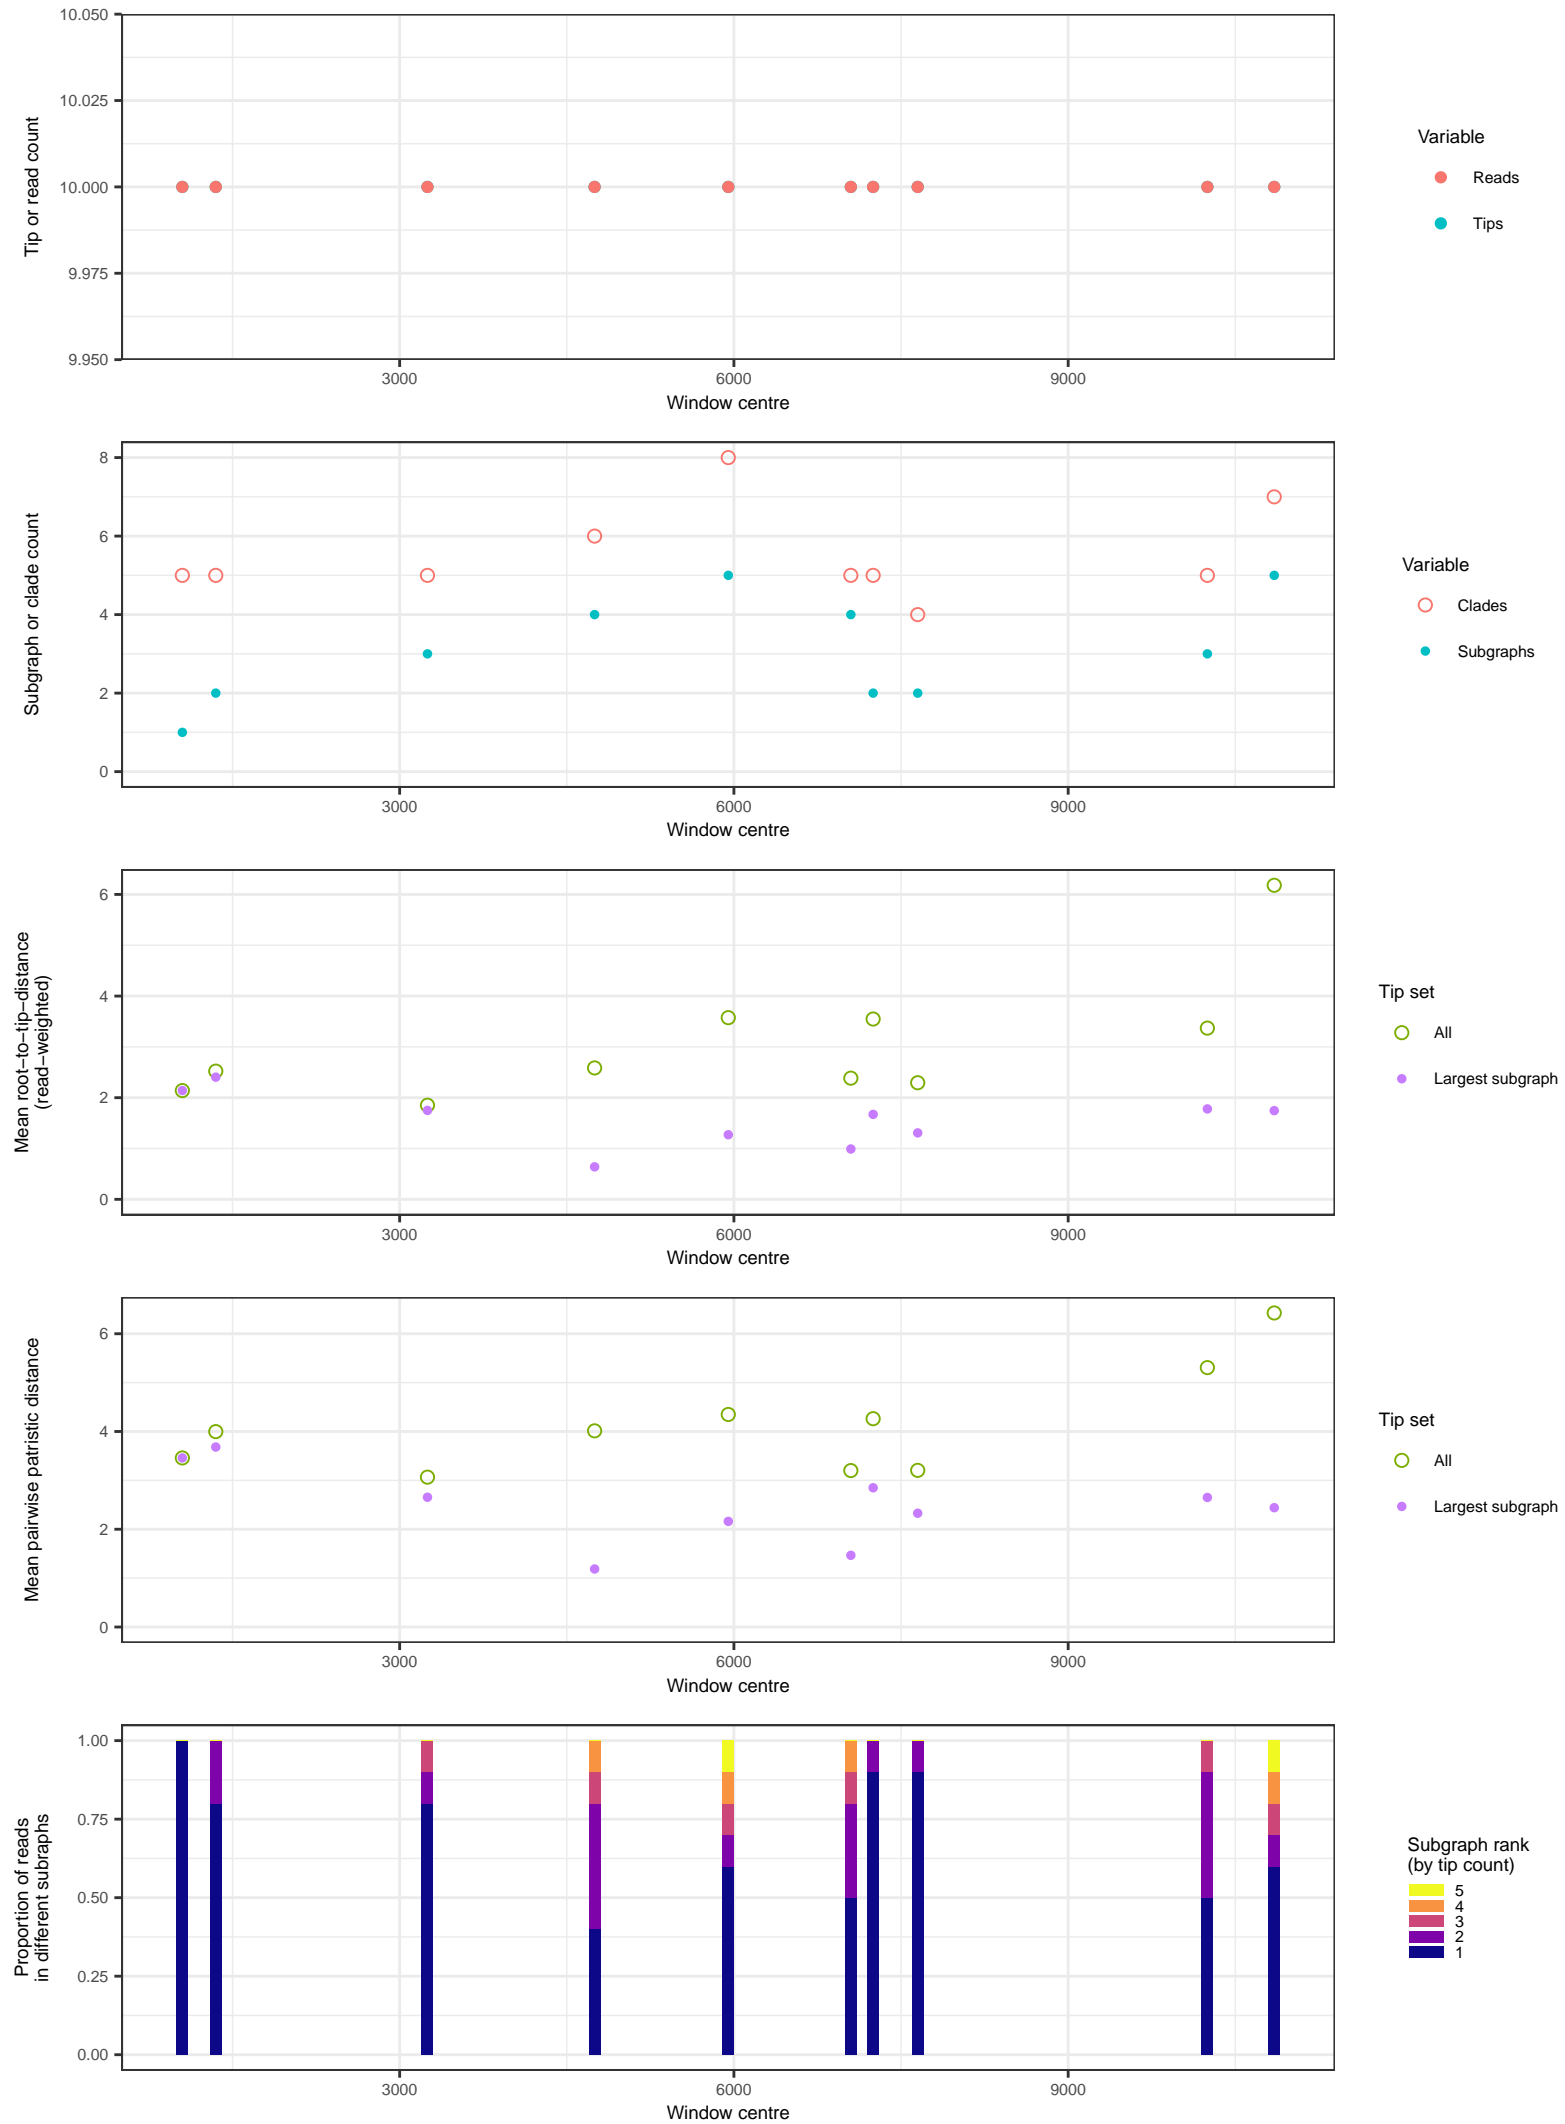 10.050
10.025
10.000
9.975
9.950
Tip or read count
3000 6000 9000
Window centre
Variable
Reads
Tips
8
6
4
2
0
Subgraph or clade count
3000 6000 9000
Window centre
Variable
Clades
Subgraphs
6
4
2
0
Mean root−to−tip−distance
(read−weighted)
3000 6000 9000
Window centre
Tip set
All
Largest subgraph
6
4
2
0
Mean pairwise patristic distance
3000 6000 9000
Window centre
Tip set
All
Largest subgraph
1.00
0.75
0.50
0.25
0.00
Proportion of reads
in different subraphs
3000 6000 9000
Window centre
Subgraph rank
(by tip count)
5
4
3
2
1